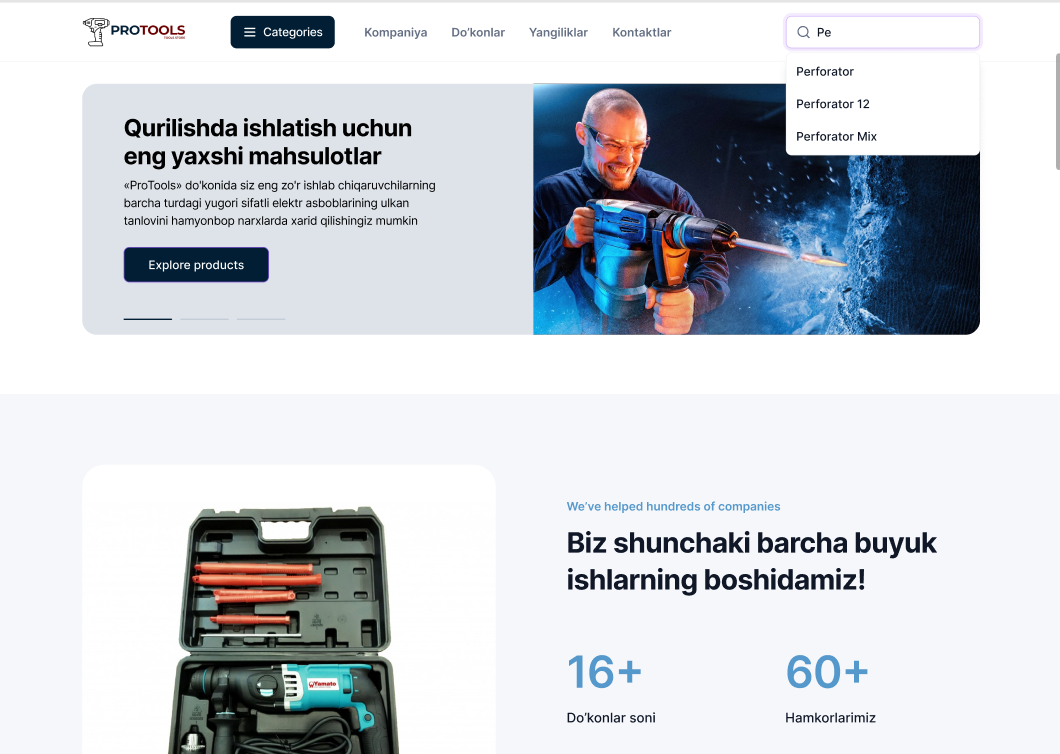 PROTOOLS
TOOLS STORE
Categories
Kompaniya
Do‘konlar
Yangiliklar
Kontaktlar
Pe
Perforator
Perforator 12
Perforator Mix
Qurilishda ishlatish uchun
eng yaxshi mahsulotlar
«ProTools» do'konida siz eng zo'r ishlab chiqaruvchilarning
barcha turdagi yugori sifatli elektr asboblarining ulkan
tanlovini hamyonbop narxlarda xarid qilishingiz mumkin
Explore products
We’ve helped hundreds of companies
Biz shunchaki barcha buyuk
ishlarning boshidamiz!
16+
60+
Do‘konlar soni
Hamkorlarimiz
Yamato